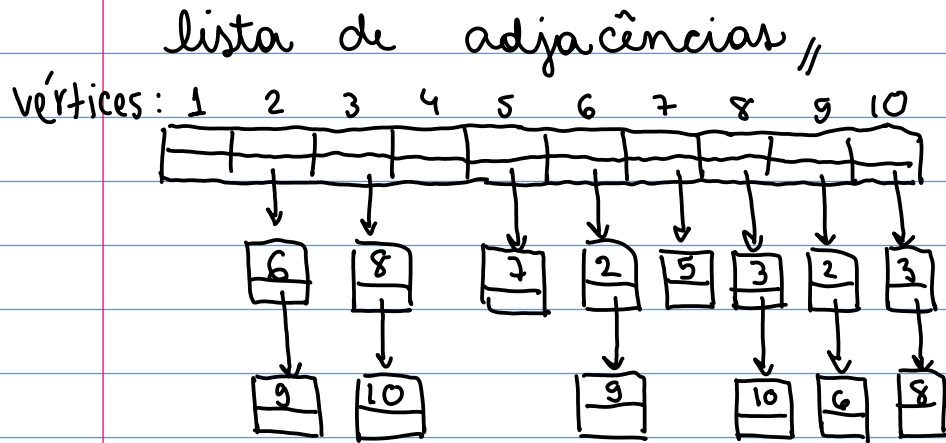 lista de adjacências //
vértices: 1 2 3 4 5 6 7 8 9 10
6 8 7 2 5 3 2 3
9 10 9 10 6 8